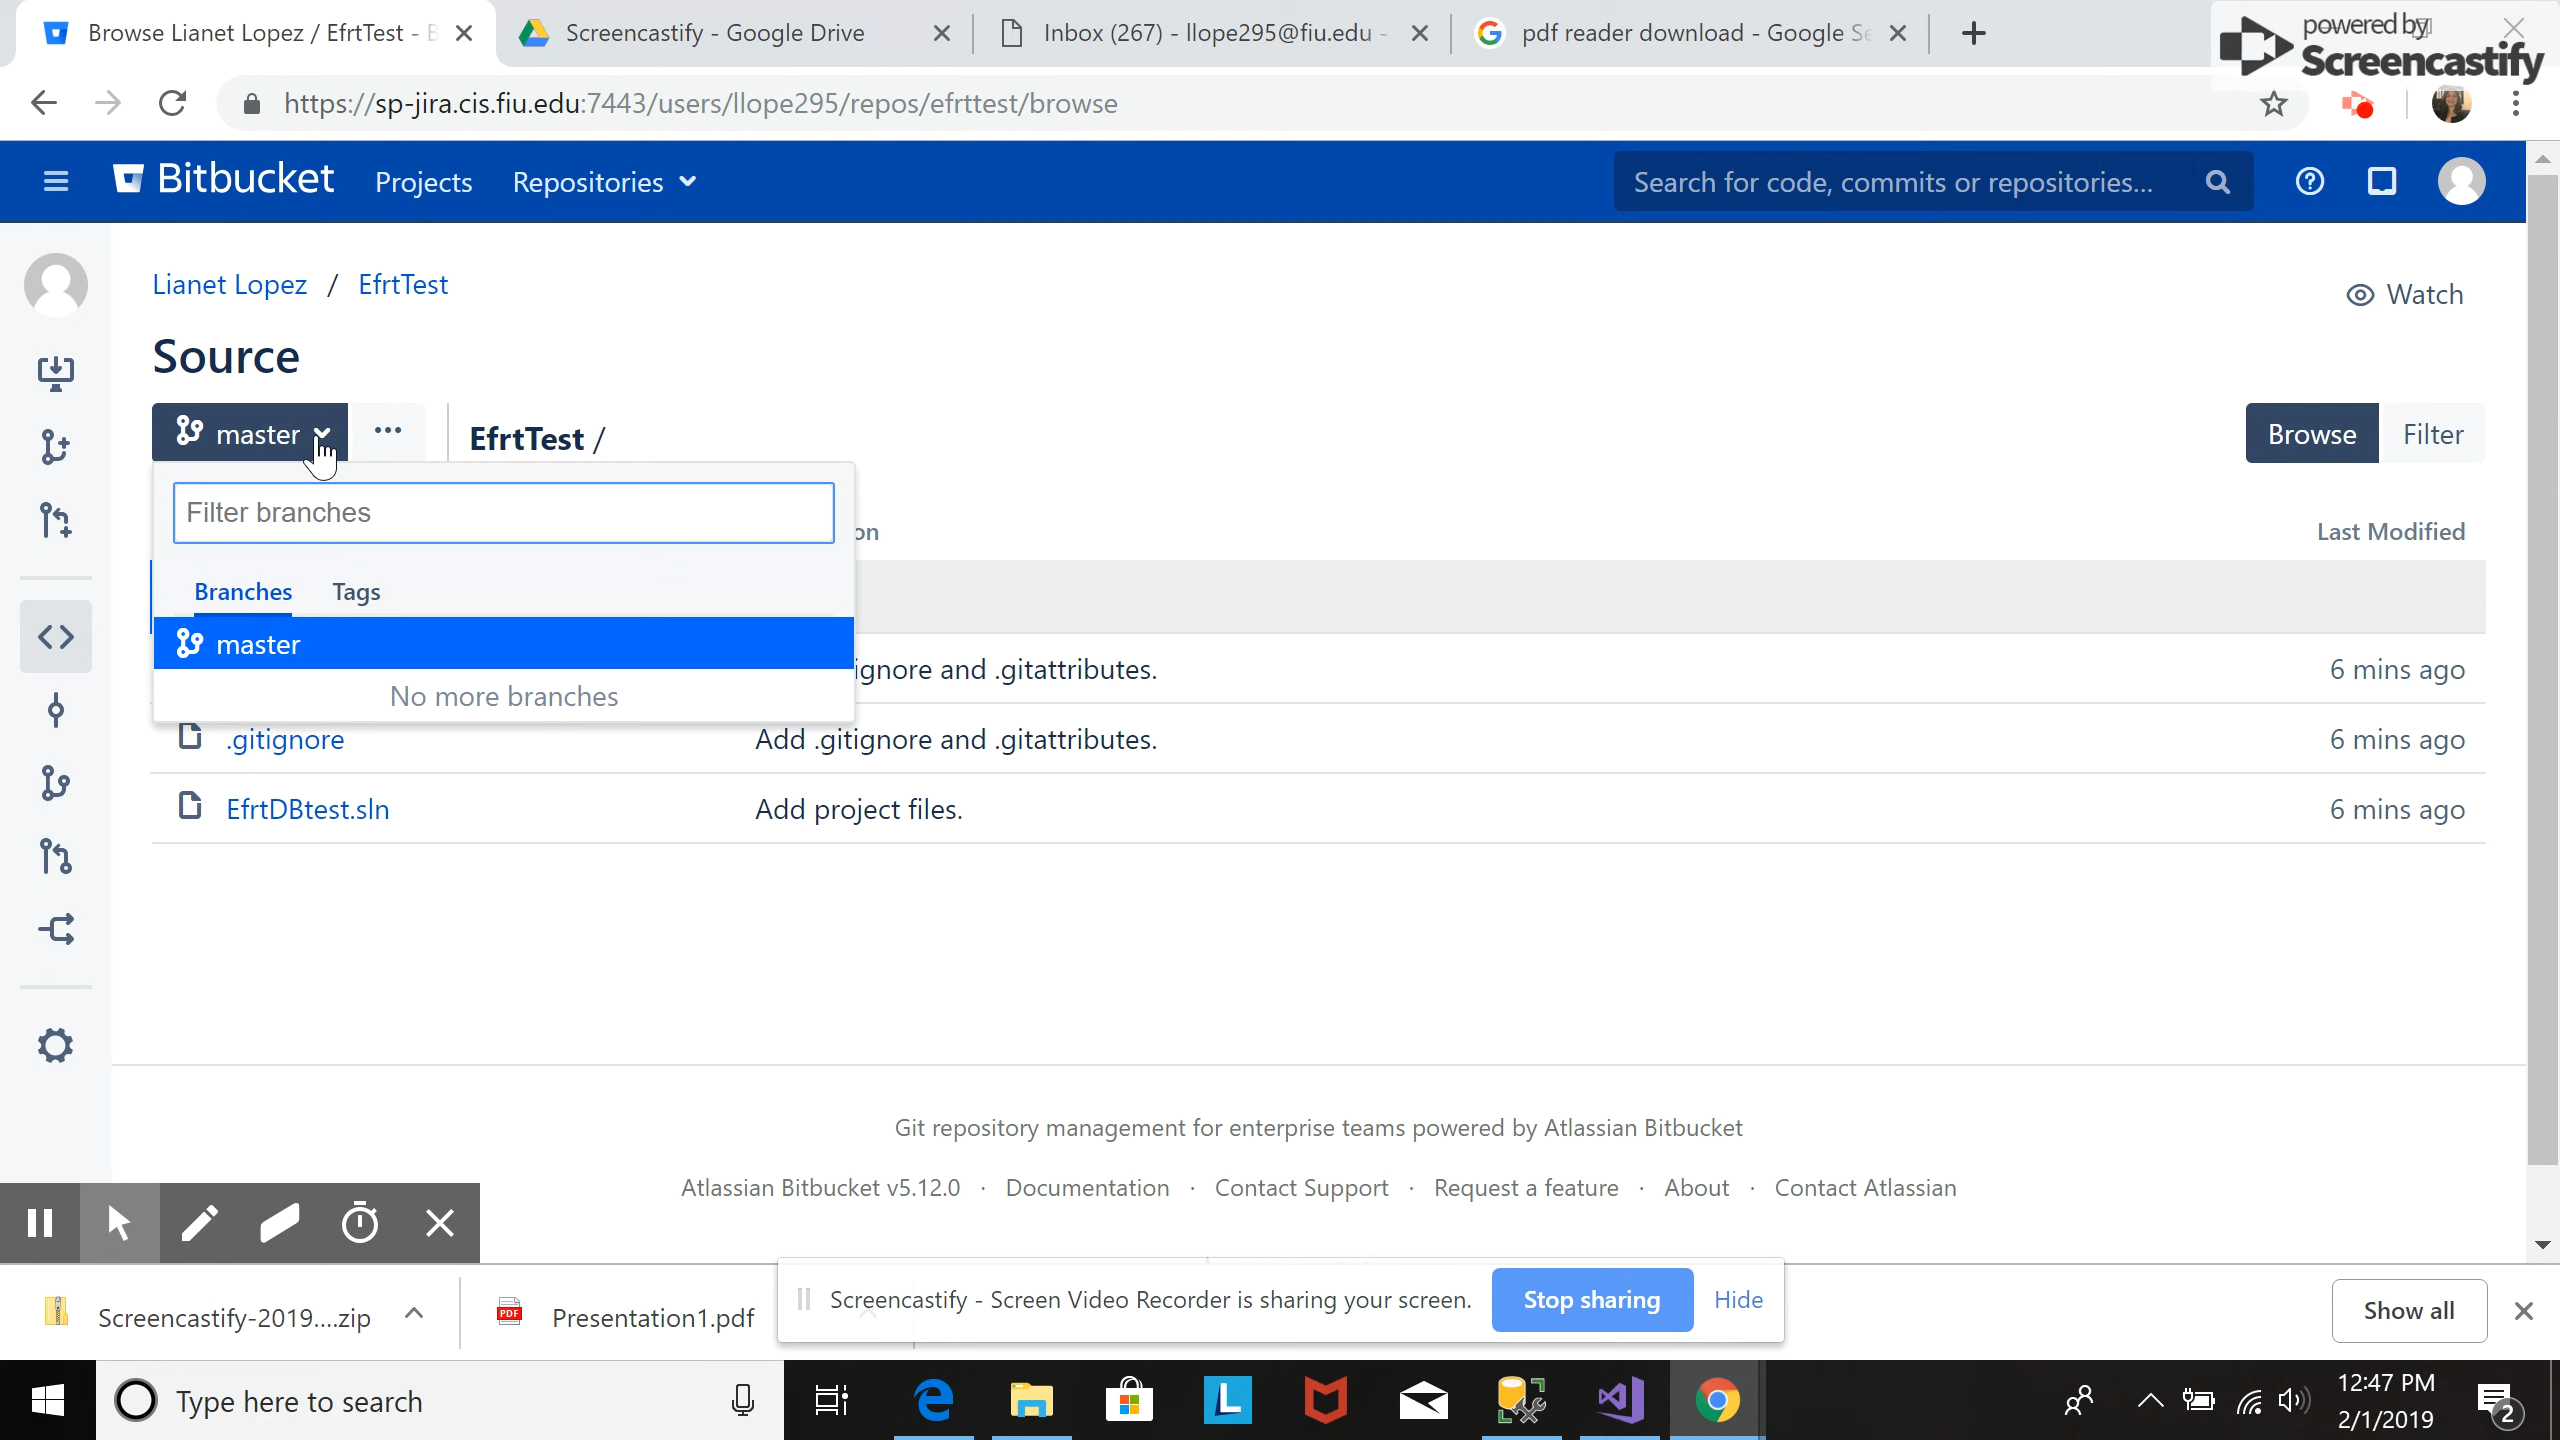 Browse Lianet Lopez / EfrtTest - B
Screencastify - Google Drive
Inbox (267) - llope295@fiu.edu -
pdf reader download - Google Se
powered by
Screencastify
https://sp-jira.cis.fiu.edu:7443/users/llope295/repos/efrttest/browse
Bitbucket Projects Repositories
Search for code, commits or repositories...
Lianet Lopez / EfrtTest
Watch
Source
master ... EfrtTest /
Browse Filter
Filter branches
on Last Modified
Branches Tags
master
ignore and .gitattributes. 6 mins ago
No more branches
.gitignore Add .gitignore and .gitattributes. 6 mins ago
EfrtDBtest.sln Add project files. 6 mins ago
Git repository management for enterprise teams powered by Atlassian Bitbucket
Atlassian Bitbucket v5.12.0 · Documentation · Contact Support · Request a feature · About · Contact Atlassian
Screencastify-2019....zip
PDF
Presentation1.pdf
Screencastify - Screen Video Recorder is sharing your screen. Stop sharing Hide
Show all
Type here to search
L
12:47 PM
2/1/2019
2